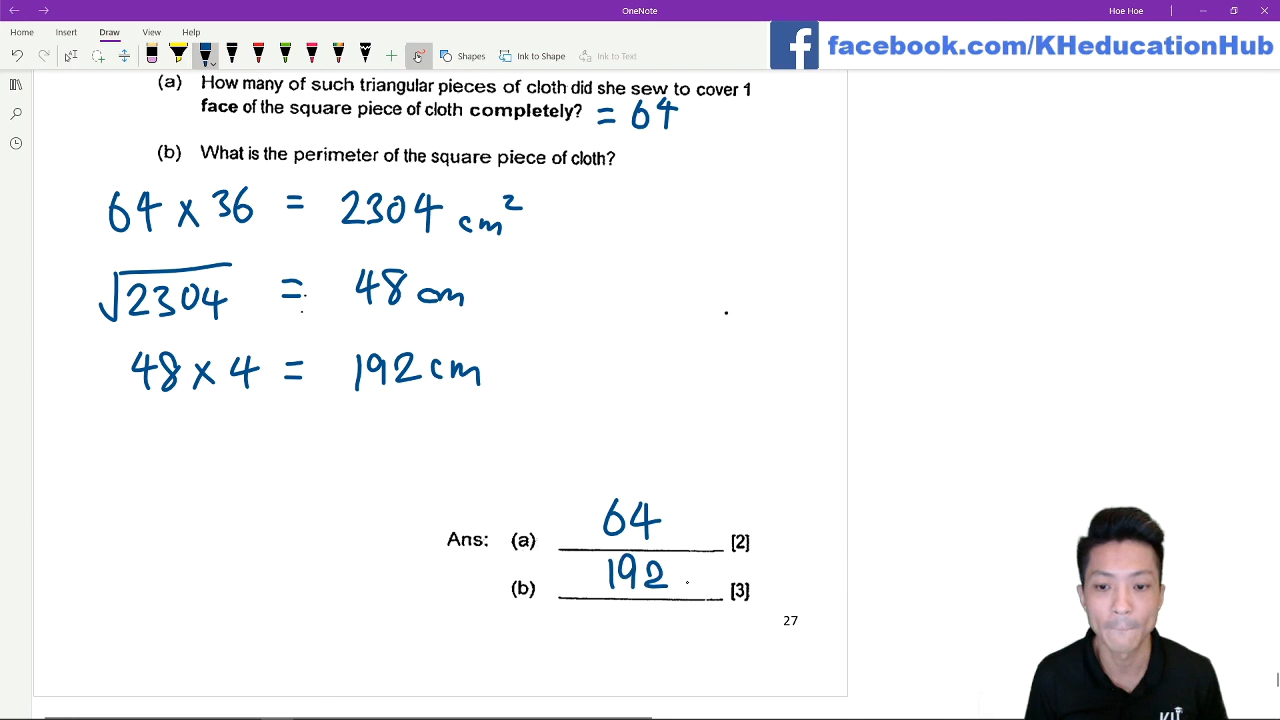 OneNote
Hoe Hoe
Home Insert Draw View Help
Shapes Ink to Shape Ink to Text
facebook.com/KHeducationHub
(a) How many of such triangular pieces of cloth did she sew to cover 1
face of the square piece of cloth completely? = 64
(b) What is the perimeter of the square piece of cloth?
64 × 36 = 2304 cm²
√2304 = 48 cm
48 × 4 = 192 cm
Ans: (a) 64 [2]
(b) 192 [3]
27